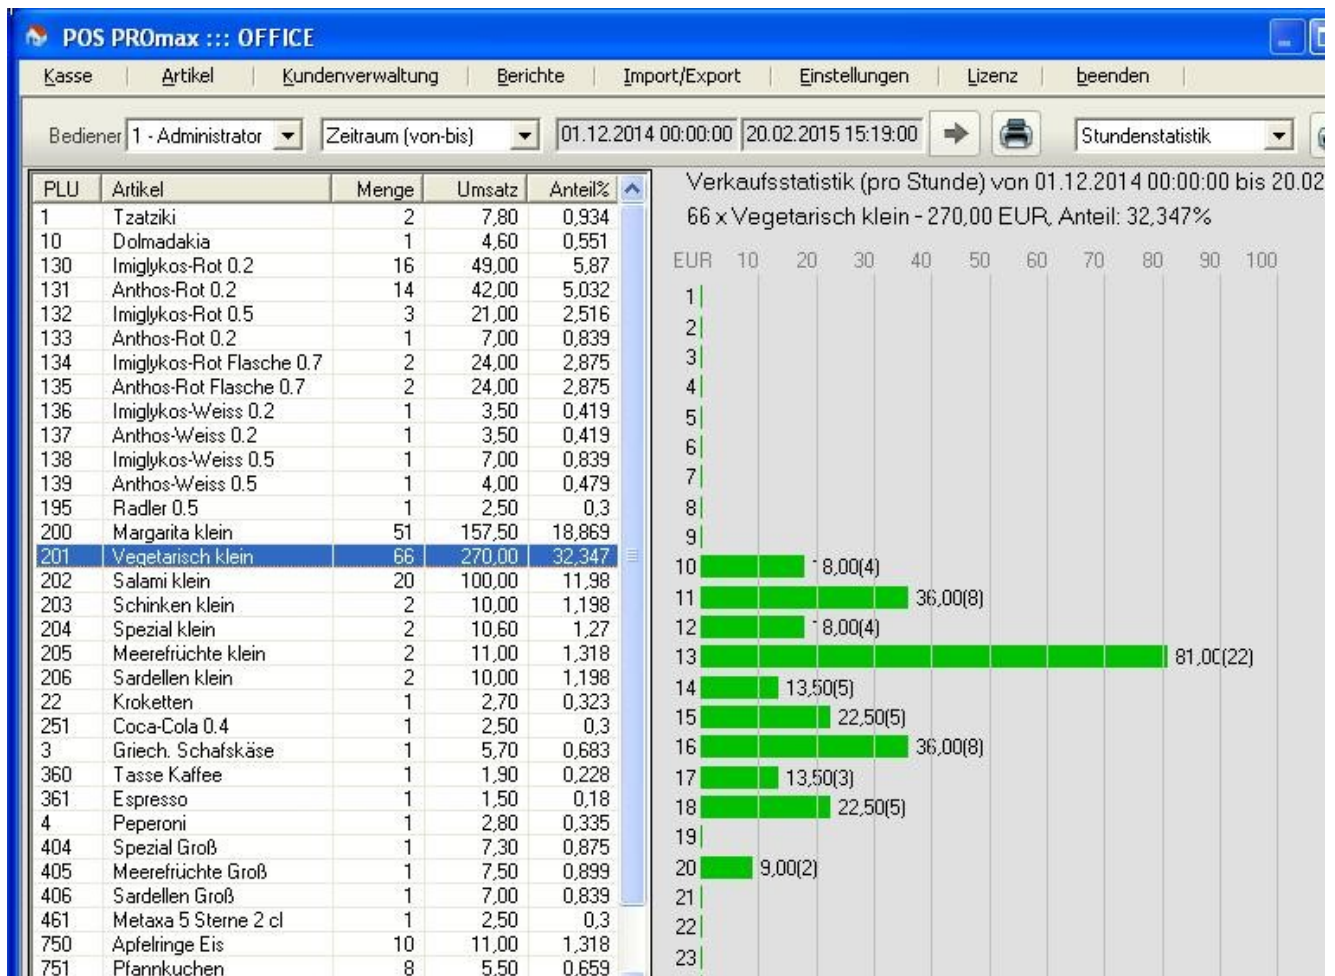 POS PROmax ::: OFFICE
Kasse Artikel Kundenverwaltung Berichte Import/Export Einstellungen Lizenz beenden
Bediener 1 - Administrator Zeitraum (von-bis) 01.12.2014 00:00:00 20.02.2015 15:19:00 Stundenstatistik
PLU Artikel Menge Umsatz Anteil%
1 Tzatziki 2 7,80 0,934
10 Dolmadakia 1 4,60 0,551
130 Imiglykos-Rot 0.2 16 49,00 5,87
131 Anthos-Rot 0.2 14 42,00 5,032
132 Imiglykos-Rot 0.5 3 21,00 2,516
133 Anthos-Rot 0.2 1 7,00 0,839
134 Imiglykos-Rot Flasche 0.7 2 24,00 2,875
135 Anthos-Rot Flasche 0.7 2 24,00 2,875
136 Imiglykos-Weiss 0.2 1 3,50 0,419
137 Anthos-Weiss 0.2 1 3,50 0,419
138 Imiglykos-Weiss 0.5 1 7,00 0,839
139 Anthos-Weiss 0.5 1 4,00 0,479
195 Radler 0.5 1 2,50 0,3
200 Margarita klein 51 157,50 18,869
201 Vegetarisch klein 66 270,00 32,347
202 Salami klein 20 100,00 11,98
203 Schinken klein 2 10,00 1,198
204 Spezial klein 2 10,60 1,27
205 Meerefrüchte klein 2 11,00 1,318
206 Sardellen klein 2 10,00 1,198
22 Kroketten 1 2,70 0,323
251 Coca-Cola 0.4 1 2,50 0,3
3 Griech. Schafskäse 1 5,70 0,683
360 Tasse Kaffee 1 1,90 0,228
361 Espresso 1 1,50 0,18
4 Peperoni 1 2,80 0,335
404 Spezial Groß 1 7,30 0,875
405 Meerefrüchte Groß 1 7,50 0,899
406 Sardellen Groß 1 7,00 0,839
461 Metaxa 5 Sterne 2 cl 1 2,50 0,3
750 Apfelringe Eis 10 11,00 1,318
751 Pfannkuchen 8 5,50 0,659
Verkaufsstatistik (pro Stunde) von 01.12.2014 00:00:00 bis 20.02
66 x Vegetarisch klein - 270,00 EUR, Anteil: 32,347%
EUR 10 20 30 40 50 60 70 80 90 100
1
2
3
4
5
6
7
8
9
10 18,00(4)
11 36,00(8)
12 18,00(4)
13 81,00(22)
14 13,50(5)
15 22,50(5)
16 36,00(8)
17 13,50(3)
18 22,50(5)
19
20 9,00(2)
21
22
23